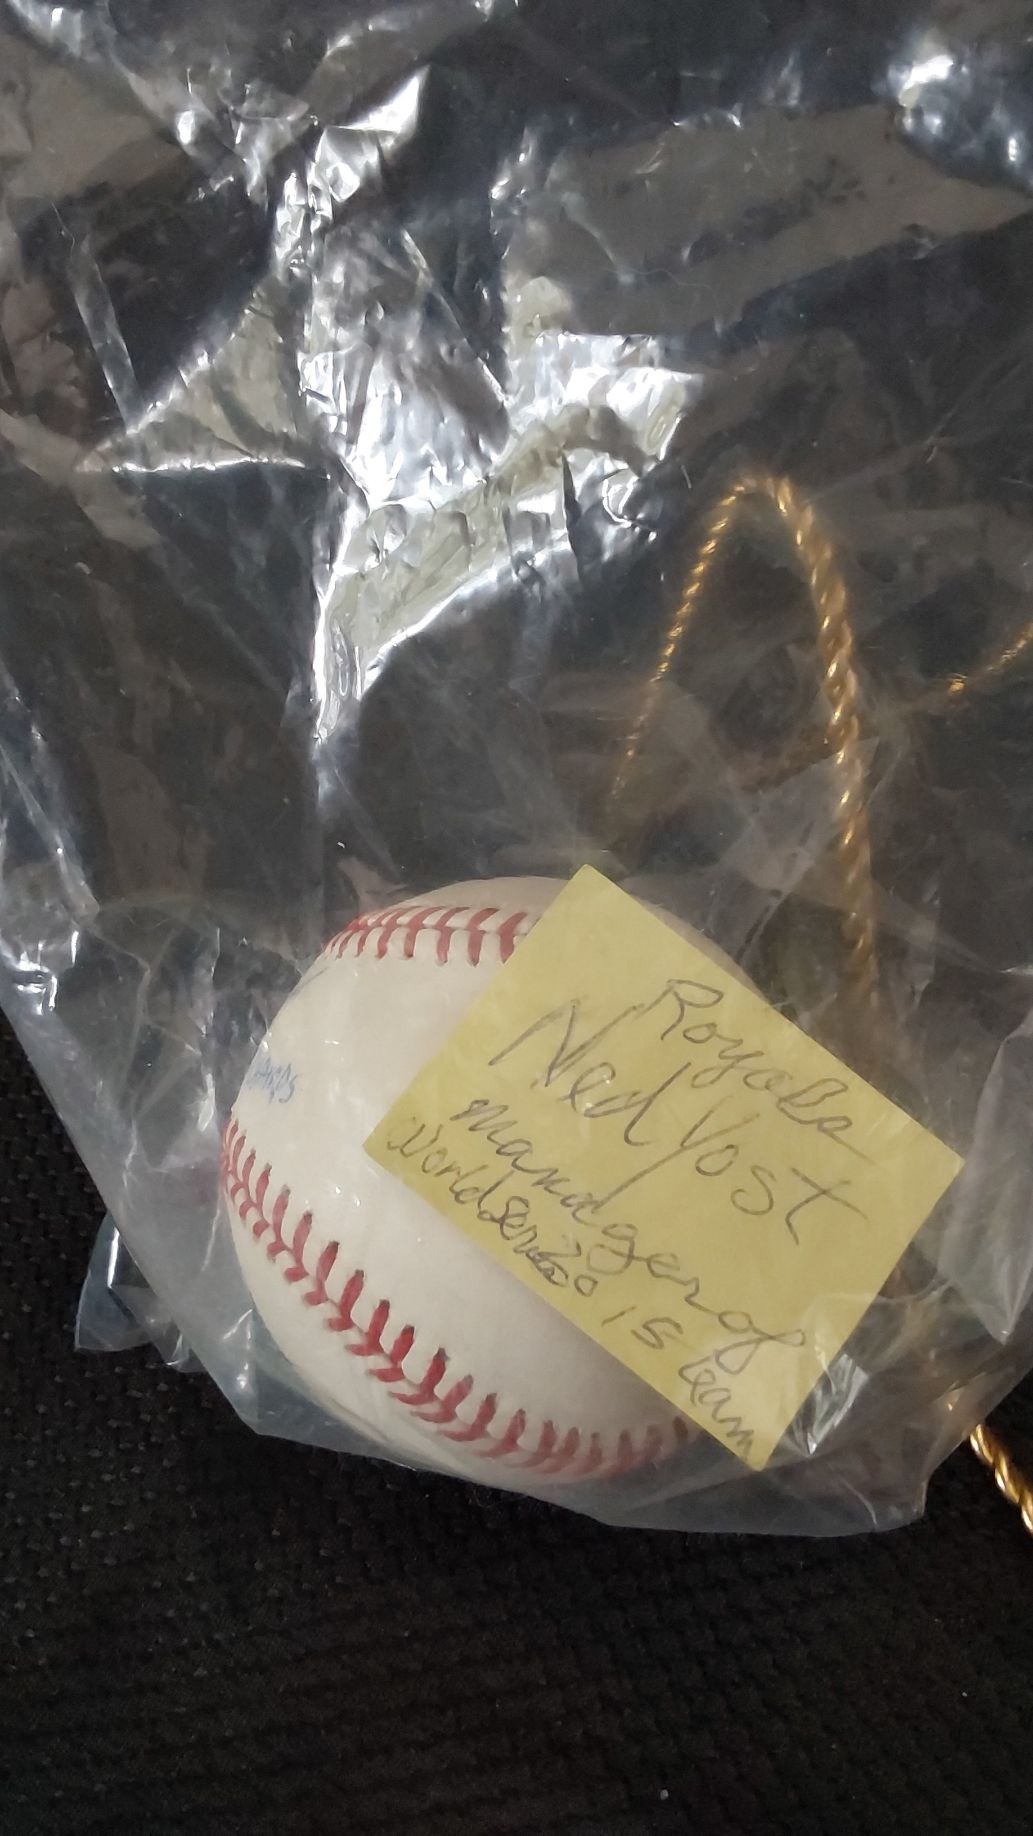 Royals
Ned Yost
manager of
World Series 2015 team